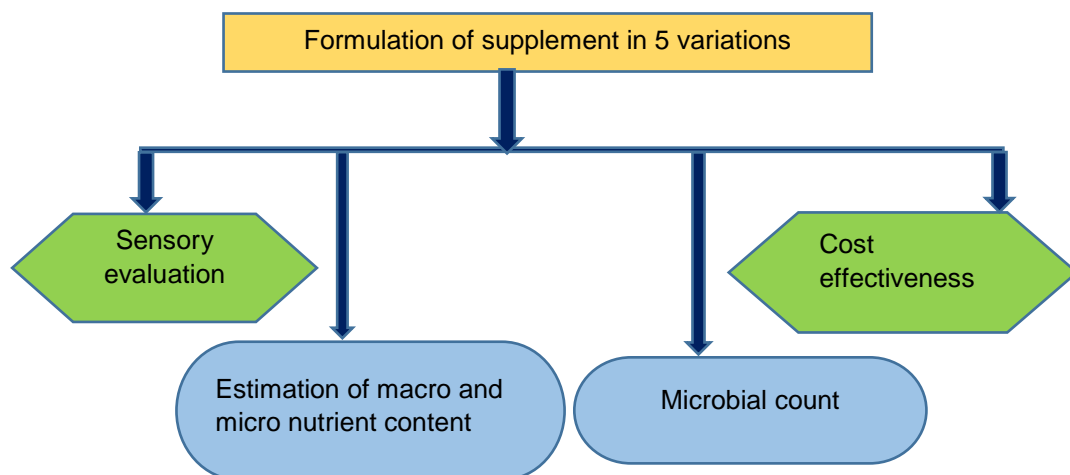 Formulation of supplement in 5 variations
Sensory
evaluation
Cost
effectiveness
Estimation of macro and
micro nutrient content
Microbial count